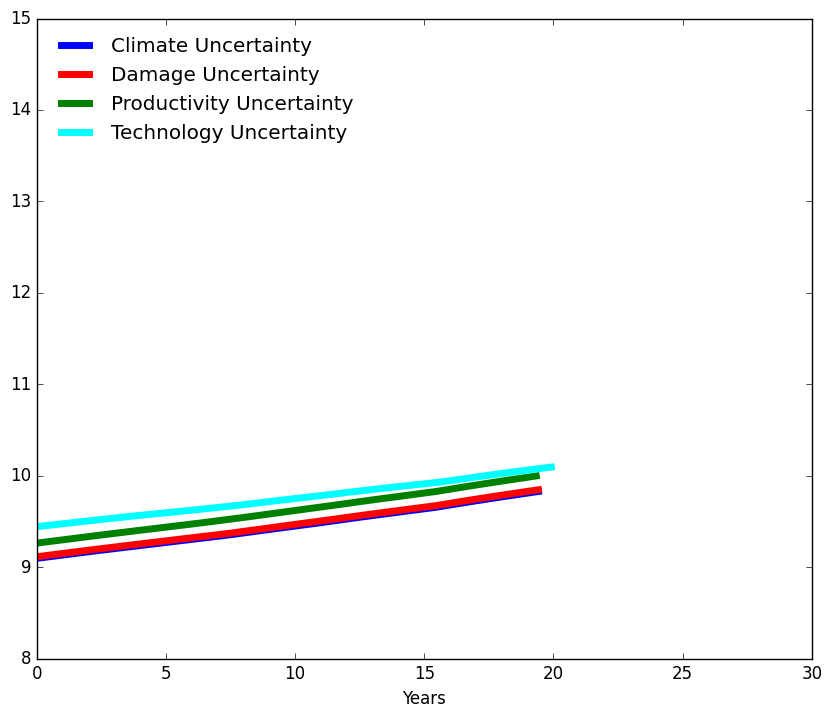 15
Climate Uncertainty
Damage Uncertainty
Productivity Uncertainty
Technology Uncertainty
14
13
12
11
10
9
8
0 5 10 15 20 25 30
Years